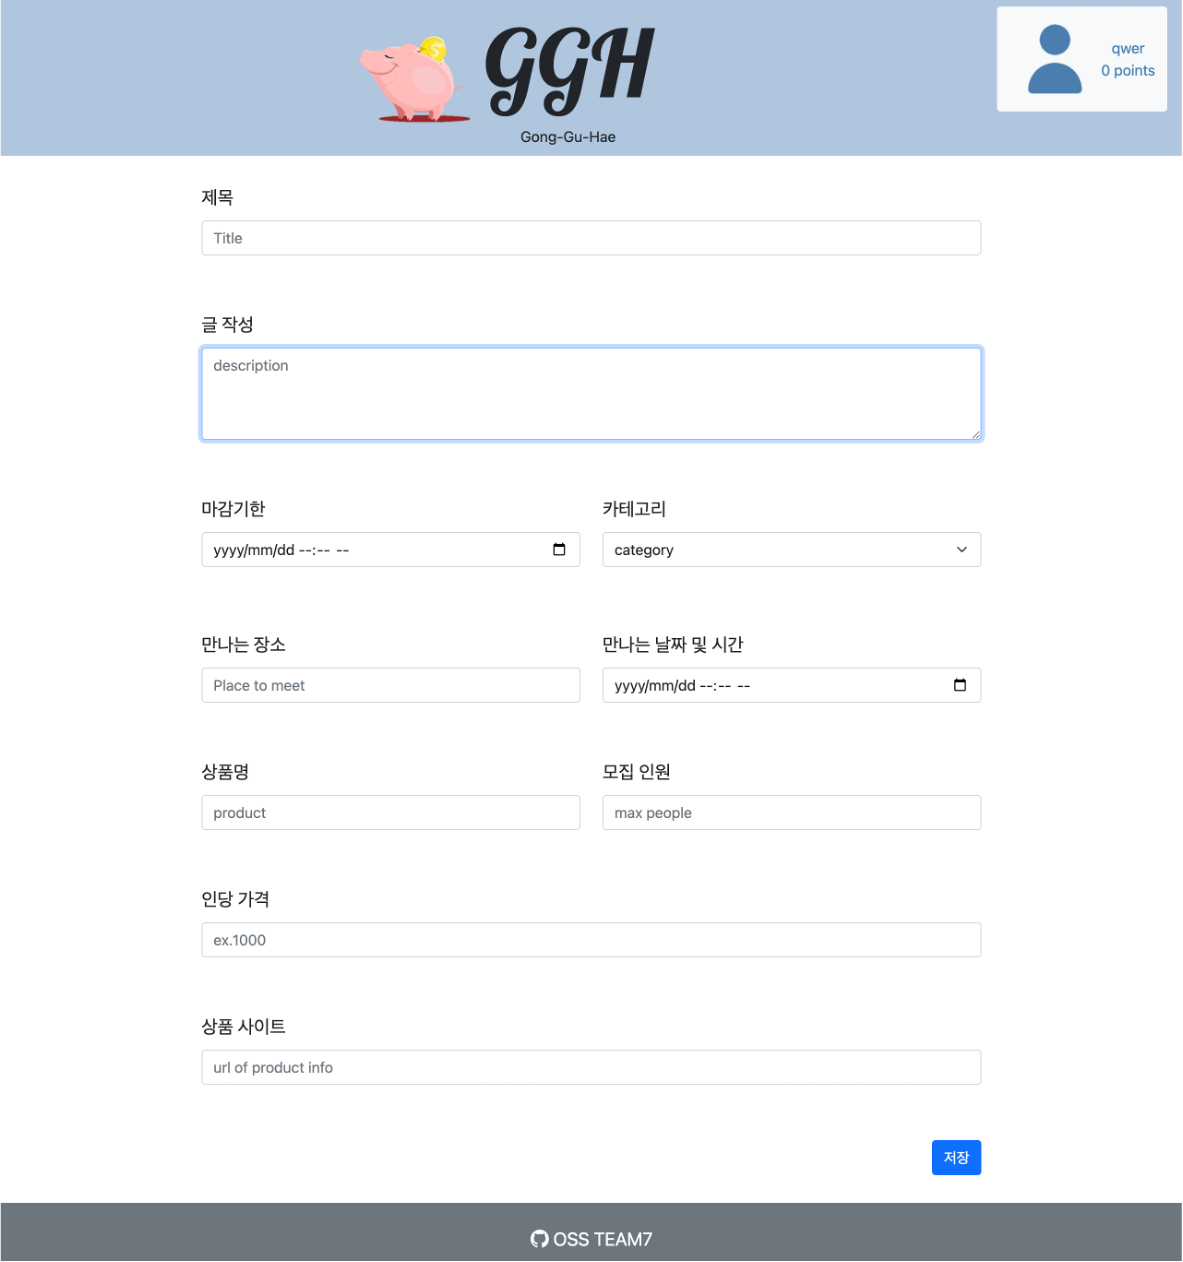 GGH
Gong-Gu-Hae
qwer
0 points
제목
Title
글 작성
description
마감기한
카테고리
yyyy/mm/dd --:-- --
category
만나는 장소
만나는 날짜 및 시간
Place to meet
yyyy/mm/dd --:-- --
상품명
모집 인원
product
max people
인당 가격
ex.1000
상품 사이트
url of product info
저장
OSS TEAM7